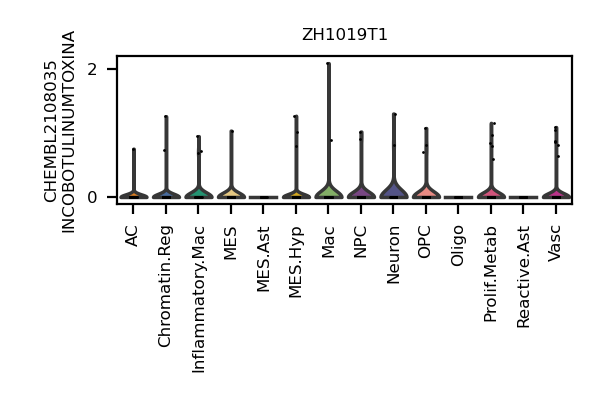 ZH1019T1
CHEMBL2108035
INCOBOTULINUMTOXINA
2
0
AC
Chromatin.Reg
Inflammatory.Mac
MES
MES.Ast
MES.Hyp
Mac
NPC
Neuron
OPC
Oligo
Prolif.Metab
Reactive.Ast
Vasc